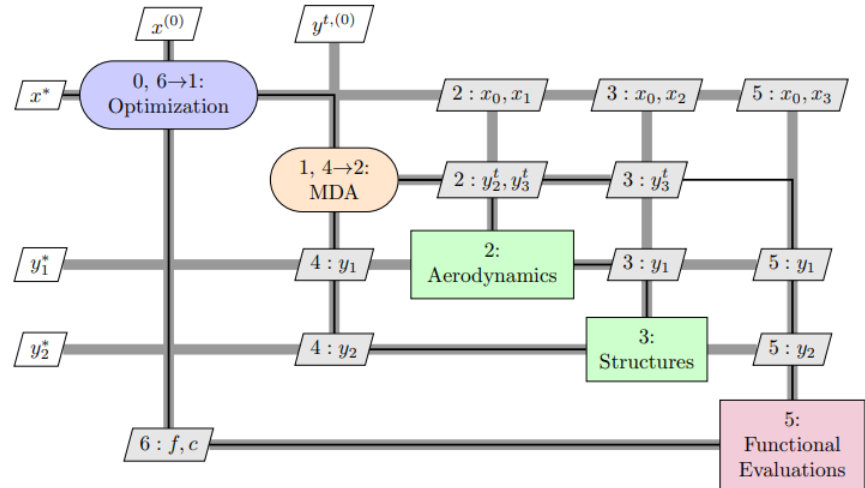 x^{(0)}
y^{t,(0)}
x^*
0, 6→1:
Optimization
2 : x_0, x_1
3 : x_0, x_2
5 : x_0, x_3
1, 4→2:
MDA
2 : y_2^t, y_3^t
3 : y_3^t
y_1^*
4 : y_1
2:
Aerodynamics
3 : y_1
5 : y_1
y_2^*
4 : y_2
3:
Structures
5 : y_2
6 : f, c
5:
Functional
Evaluations